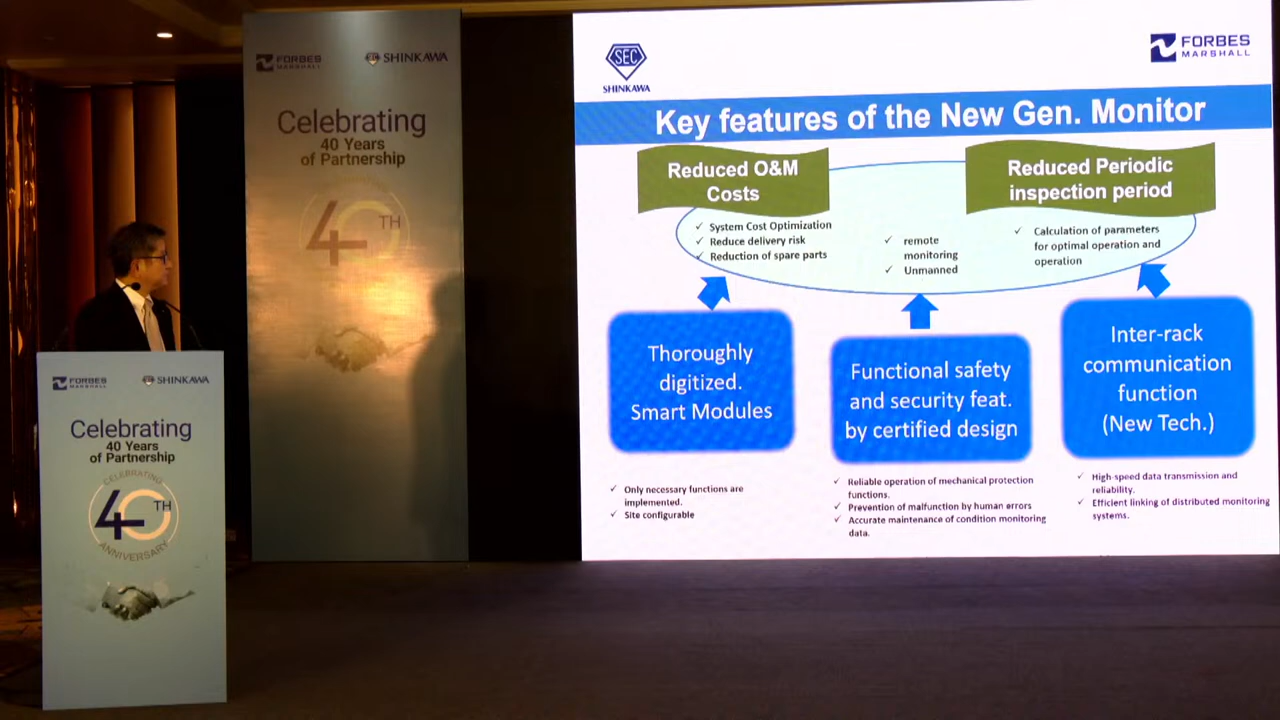 FORBES
MARSHALL
SHINKAWA
Celebrating
40 Years
of Partnership
40TH
FORBES
MARSHALL
SHINKAWA
Celebrating
40 Years
of Partnership
CELEBRATING
40TH
ANNIVERSARY
SEC
SHINKAWA
FORBES
MARSHALL
Key features of the New Gen. Monitor
Reduced O&M
Costs
Reduced Periodic
inspection period
✓ System Cost Optimization
✓ Reduce delivery risk
✓ Reduction of spare parts
✓ remote
monitoring
✓ Unmanned
✓ Calculation of parameters
for optimal operation and
operation
Thoroughly
digitized.
Smart Modules
Functional safety
and security feat.
by certified design
Inter-rack
communication
function
(New Tech.)
✓ Only necessary functions are
implemented.
✓ Site configurable
✓ Reliable operation of mechanical protection
functions.
✓ Prevention of malfunction by human errors
✓ Accurate maintenance of condition monitoring
data.
✓ High-speed data transmission and
reliability.
✓ Efficient linking of distributed monitoring
systems.